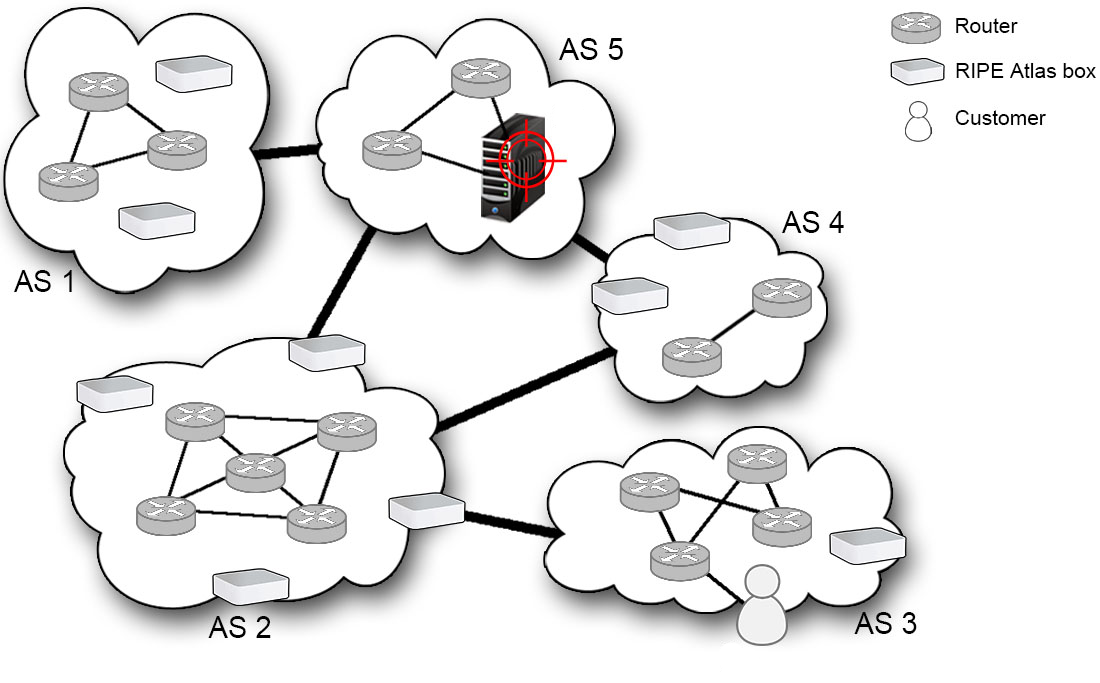 AS 5
Router
RIPE Atlas box
Customer
AS 4
AS 1
AS 2
AS 3